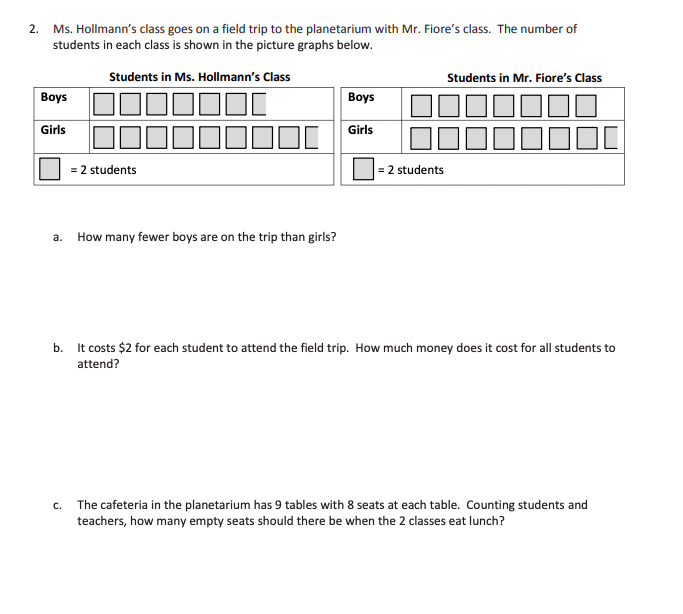 2. Ms. Hollmann's class goes on a field trip to the planetarium with Mr. Fiore's class. The number of
students in each class is shown in the picture graphs below.
Students in Ms. Hollmann's Class
Boys
Girls
= 2 students
Students in Mr. Fiore's Class
Boys
Girls
= 2 students
a. How many fewer boys are on the trip than girls?
b. It costs $2 for each student to attend the field trip. How much money does it cost for all students to
attend?
c. The cafeteria in the planetarium has 9 tables with 8 seats at each table. Counting students and
teachers, how many empty seats should there be when the 2 classes eat lunch?